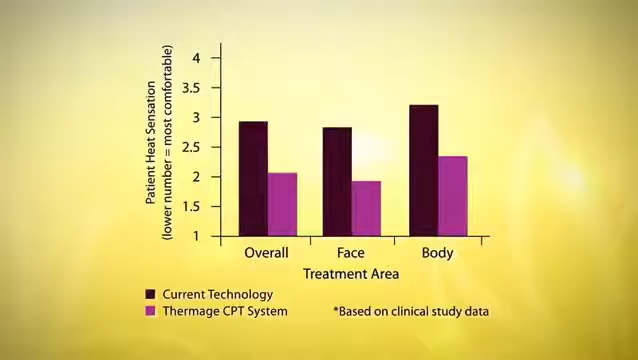 Patient Heat Sensation
(lower number = most comfortable)
4
3.5
3
2.5
2
1.5
1
Overall Face Body
Treatment Area
Current Technology
Thermage CPT System *Based on clinical study data